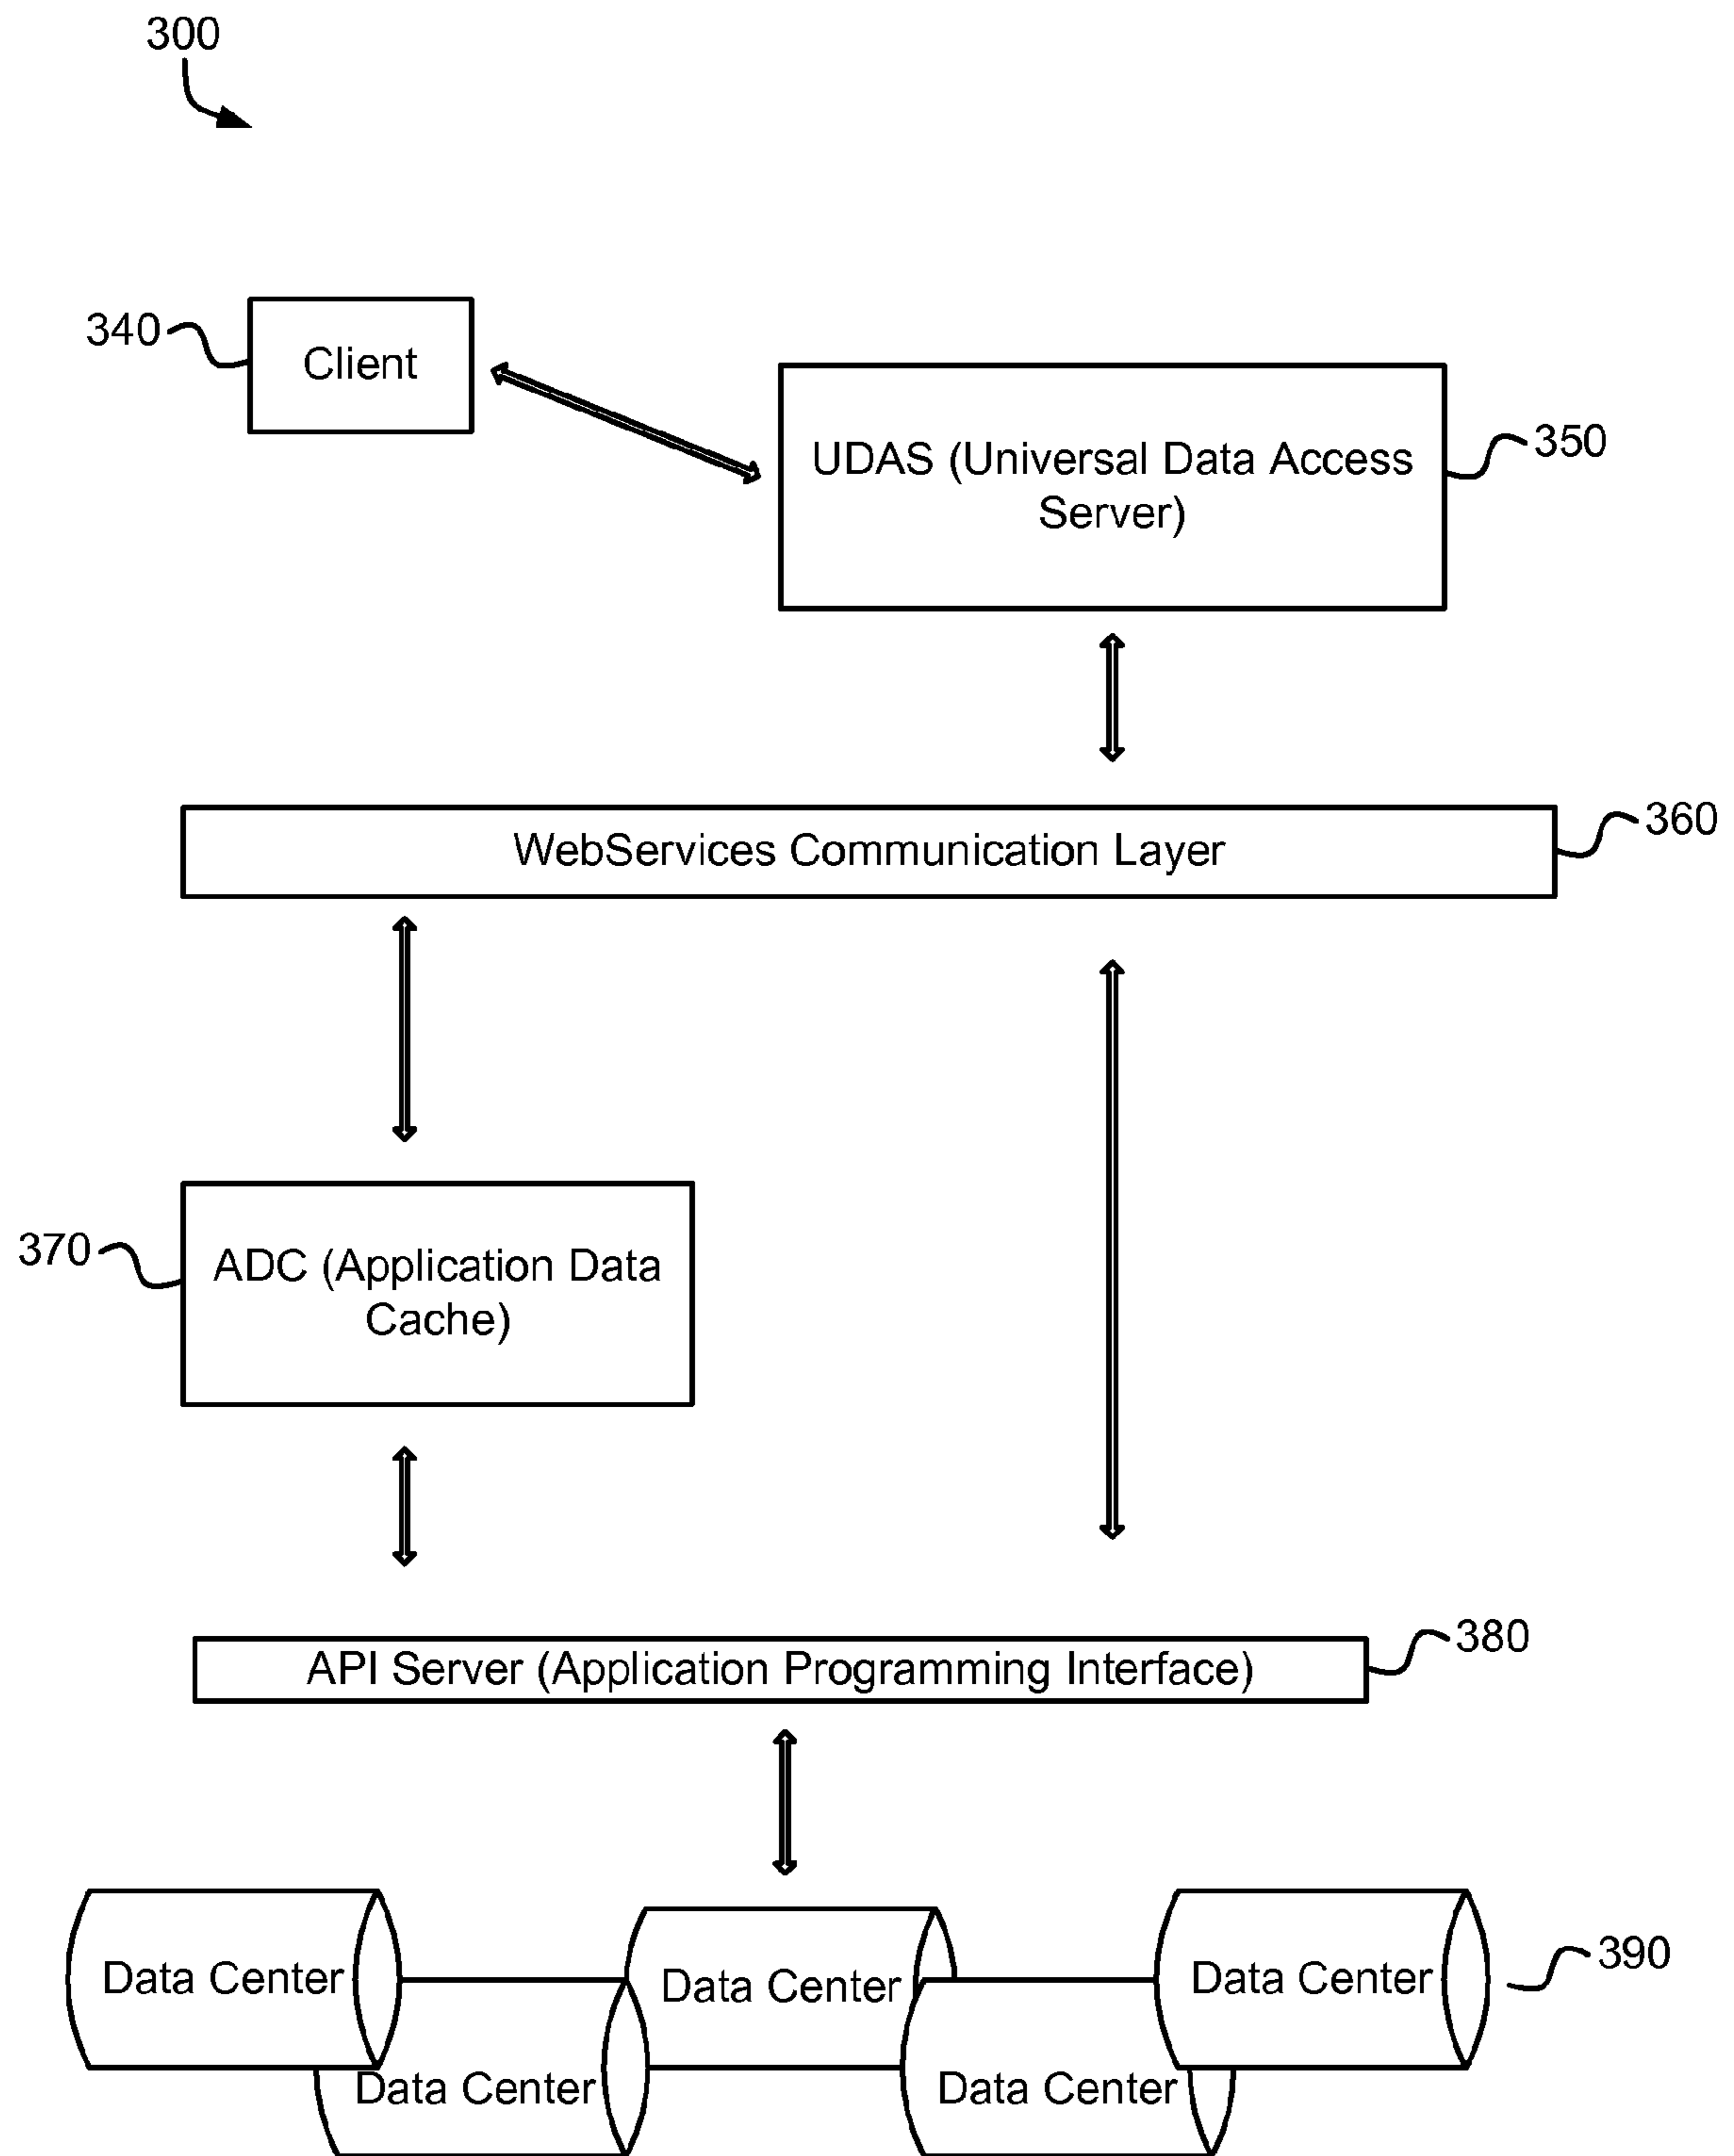 300
340
Client
UDAS (Universal Data Access
Server)
350
WebServices Communication Layer
360
370
ADC (Application Data
Cache)
API Server (Application Programming Interface)
380
Data Center
Data Center
Data Center
390
Data Center
Data Center